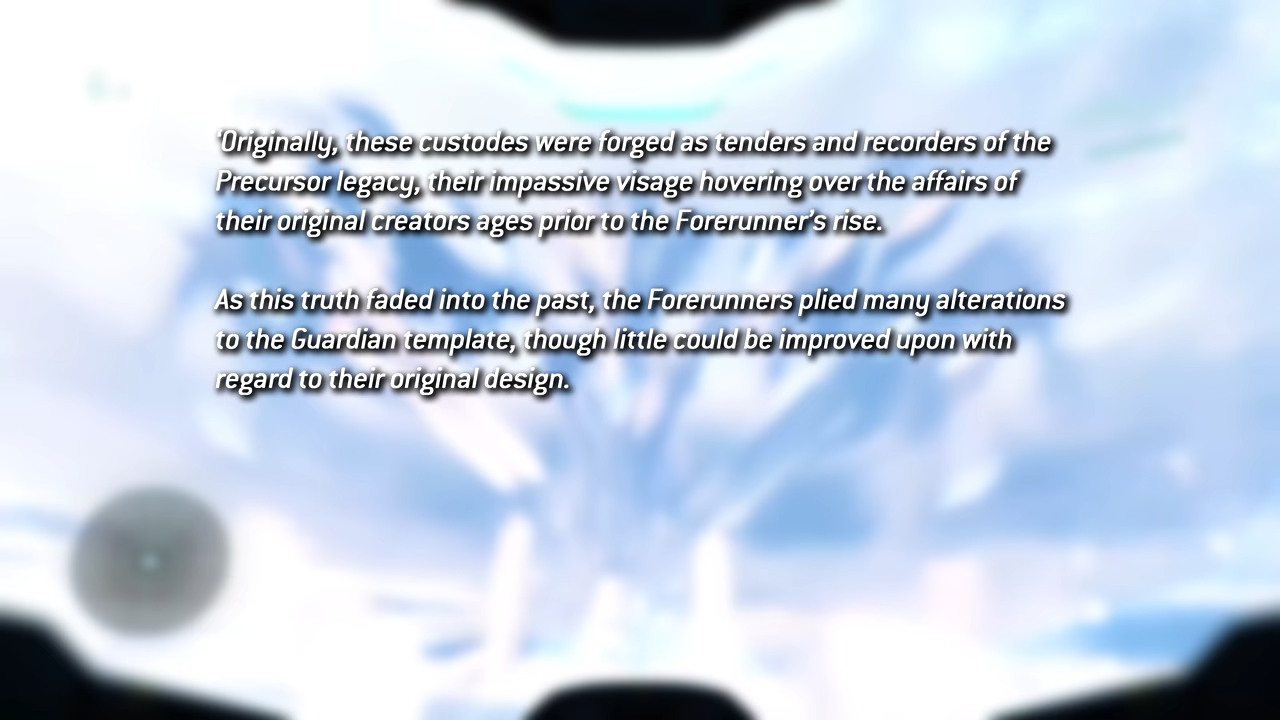 ‘Originally, these custodes were forged as tenders and recorders of the
Precursor legacy, their impassive visage hovering over the affairs of
their original creators ages prior to the Forerunner’s rise.
As this truth faded into the past, the Forerunners plied many alterations
to the Guardian template, though little could be improved upon with
regard to their original design.